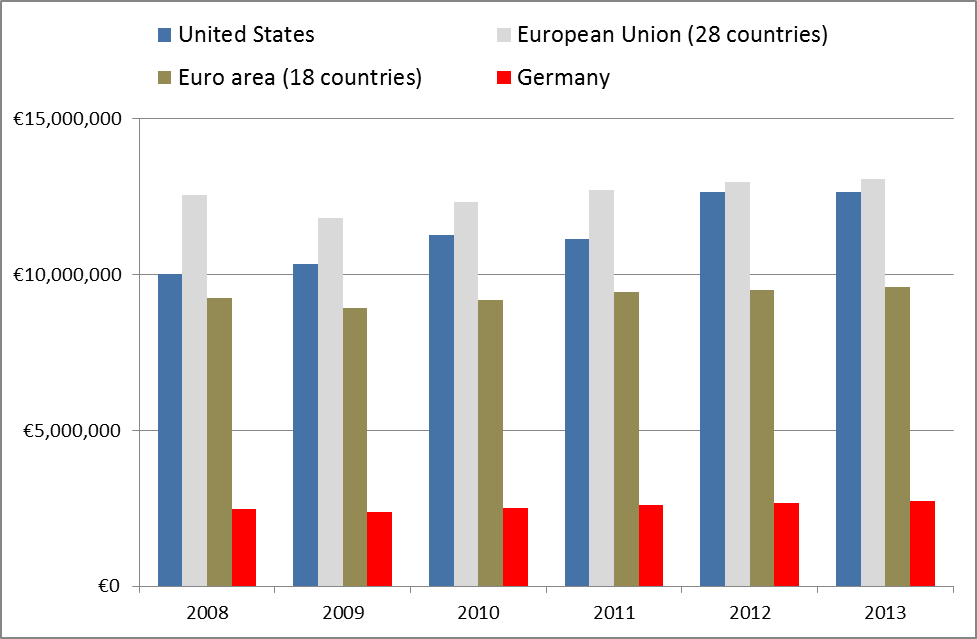 United States
European Union (28 countries)
Euro area (18 countries)
Germany
€15,000,000
€10,000,000
€5,000,000
€0
2008 2009 2010 2011 2012 2013